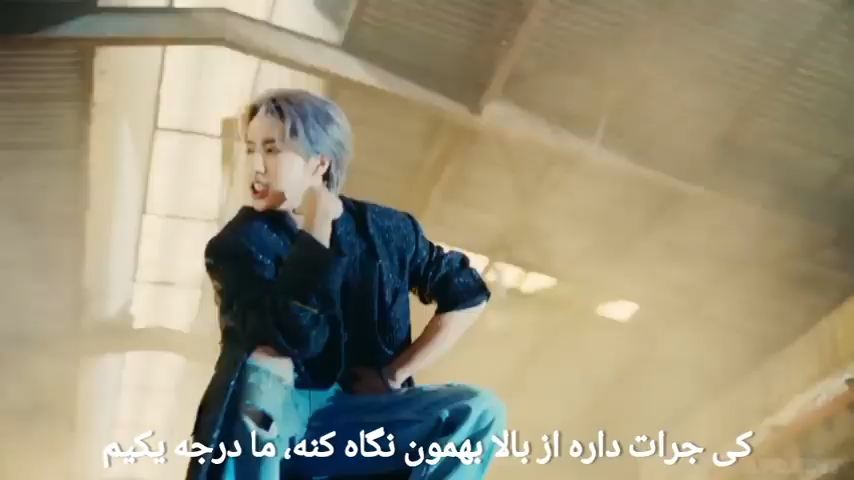 کی جرات داره از بالا بهمون نگاه کنه، ما درجه یکیم